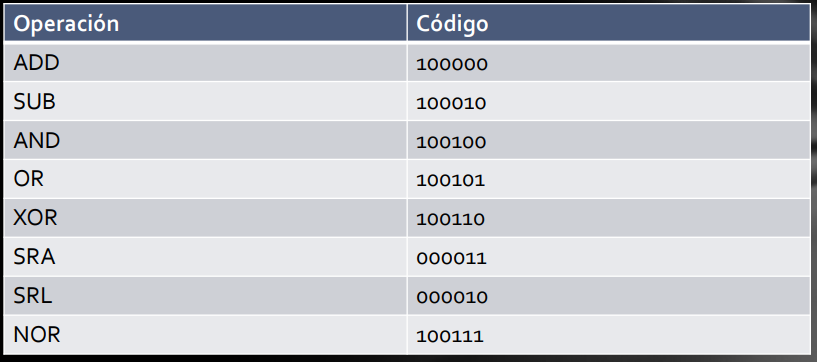 Operación Código
ADD 100000
SUB 100010
AND 100100
OR 100101
XOR 100110
SRA 000011
SRL 000010
NOR 100111